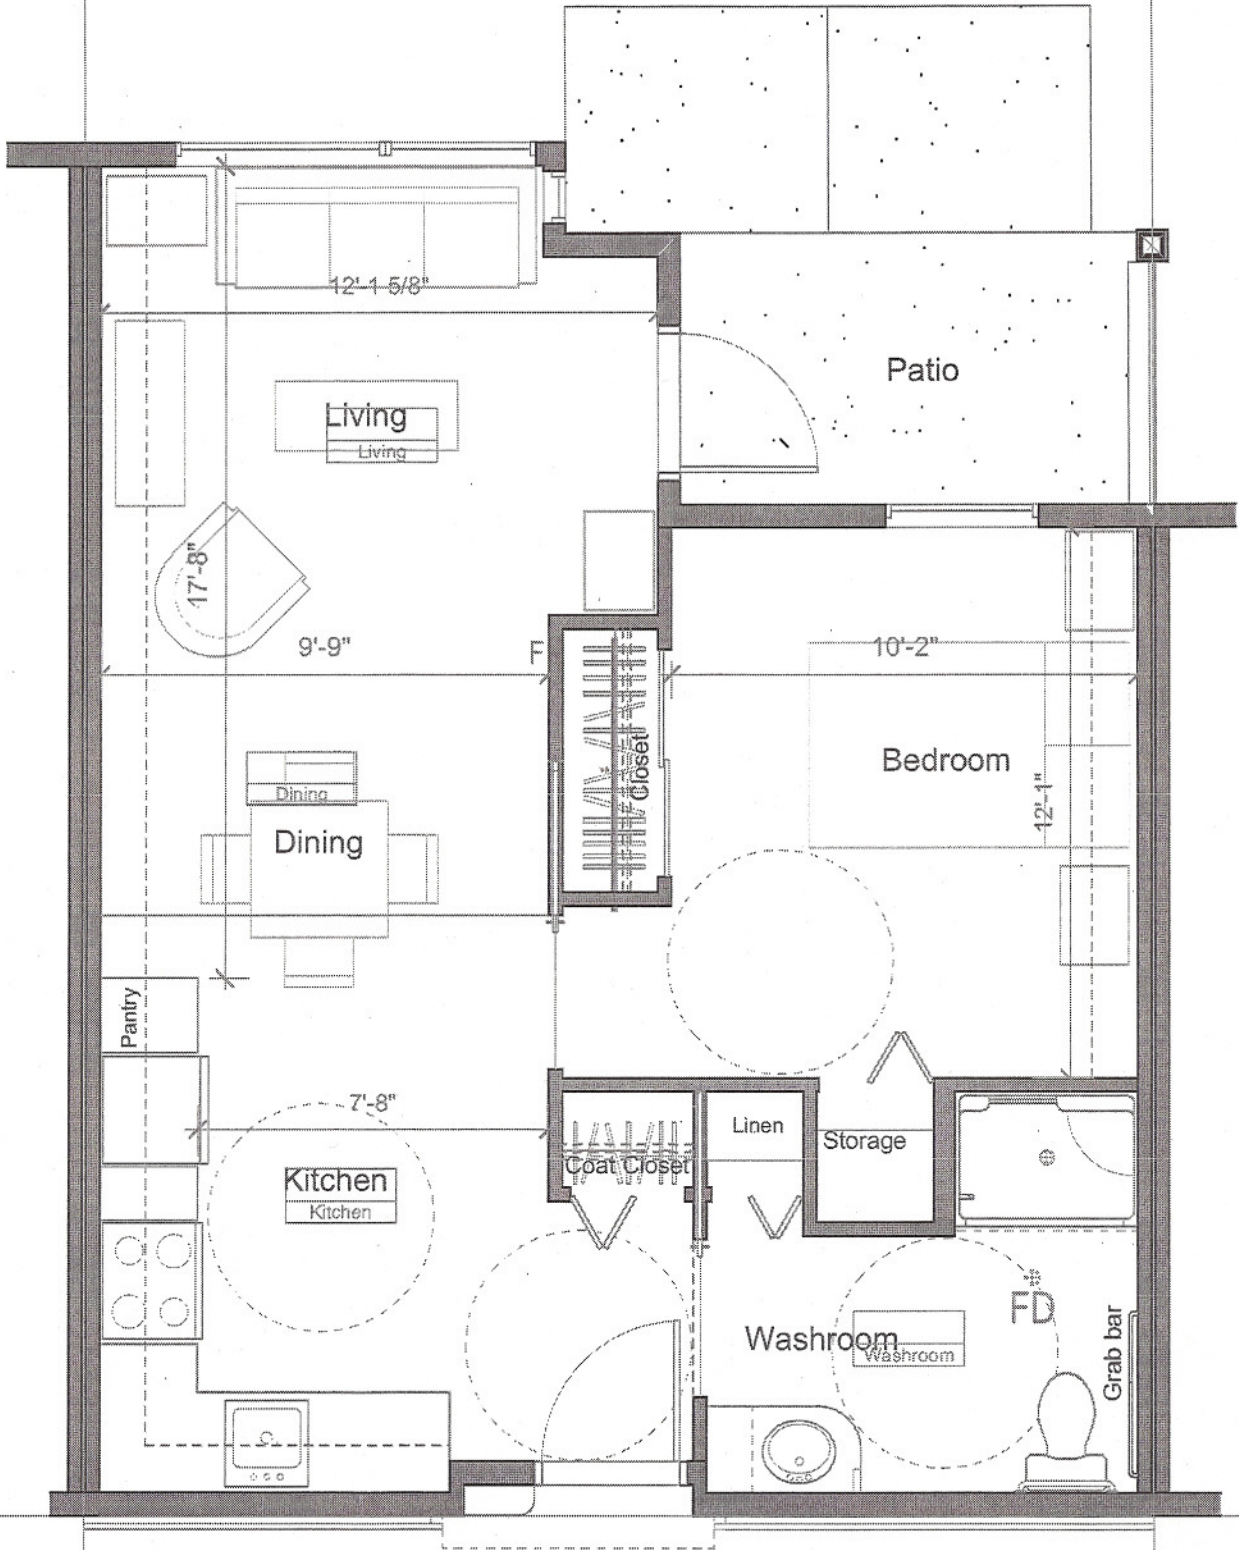 12'-1 5/8"
Patio
Living
Living
17'-8"
9'-9"
F
10'-2"
Closet
Bedroom
12'-1"
Dining
Dining
Pantry
7'-8"
Linen
Storage
Coat Closet
Kitchen
Kitchen
FD
Washroom
Washroom
Grab bar